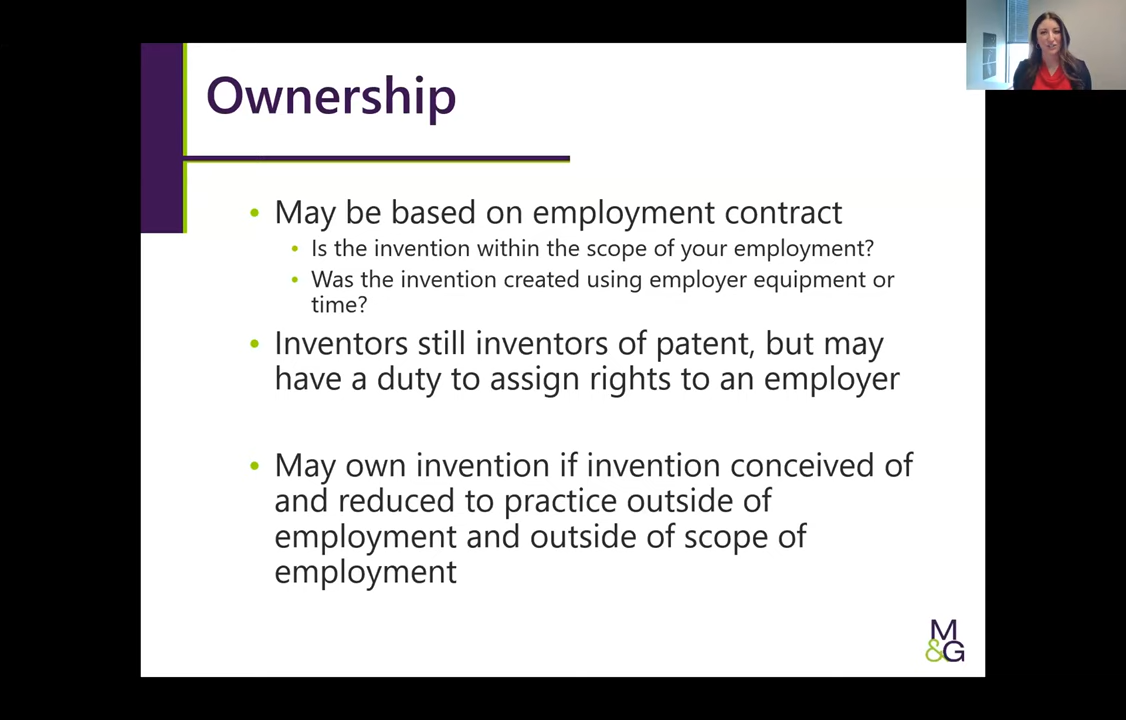 Ownership
• May be based on employment contract
• Is the invention within the scope of your employment?
• Was the invention created using employer equipment or
time?
• Inventors still inventors of patent, but may
have a duty to assign rights to an employer
• May own invention if invention conceived of
and reduced to practice outside of
employment and outside of scope of
employment
M
&G